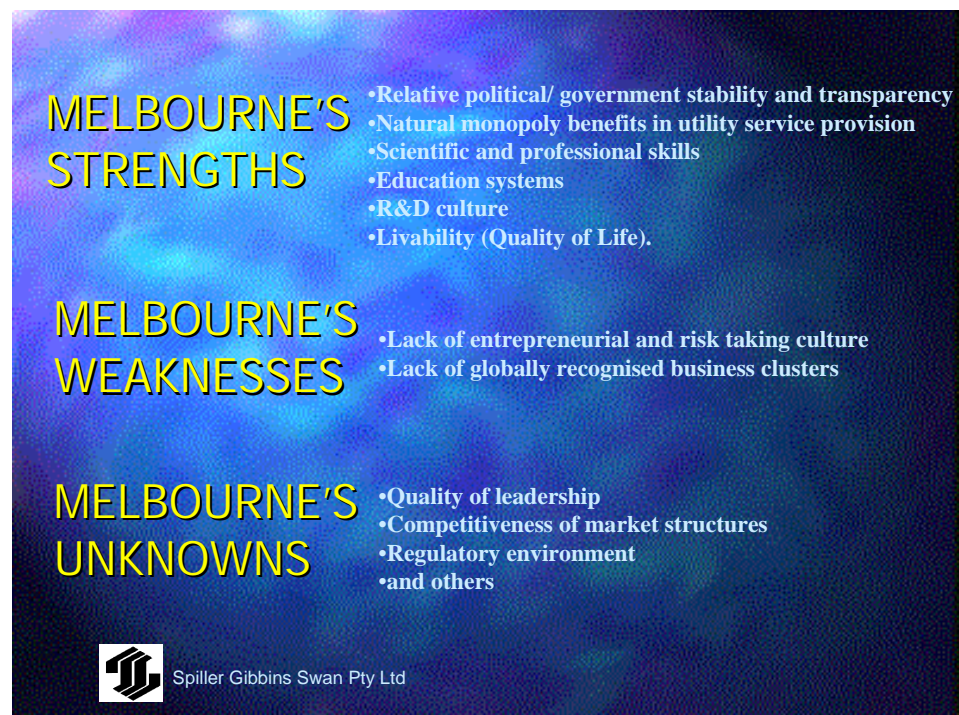 MELBOURNE'S
STRENGTHS
•Relative political/ government stability and transparency
•Natural monopoly benefits in utility service provision
•Scientific and professional skills
•Education systems
•R&D culture
•Livability (Quality of Life).
MELBOURNE'S
WEAKNESSES
•Lack of entrepreneurial and risk taking culture
•Lack of globally recognised business clusters
MELBOURNE'S
UNKNOWNS
•Quality of leadership
•Competitiveness of market structures
•Regulatory environment
•and others
Spiller Gibbins Swan Pty Ltd